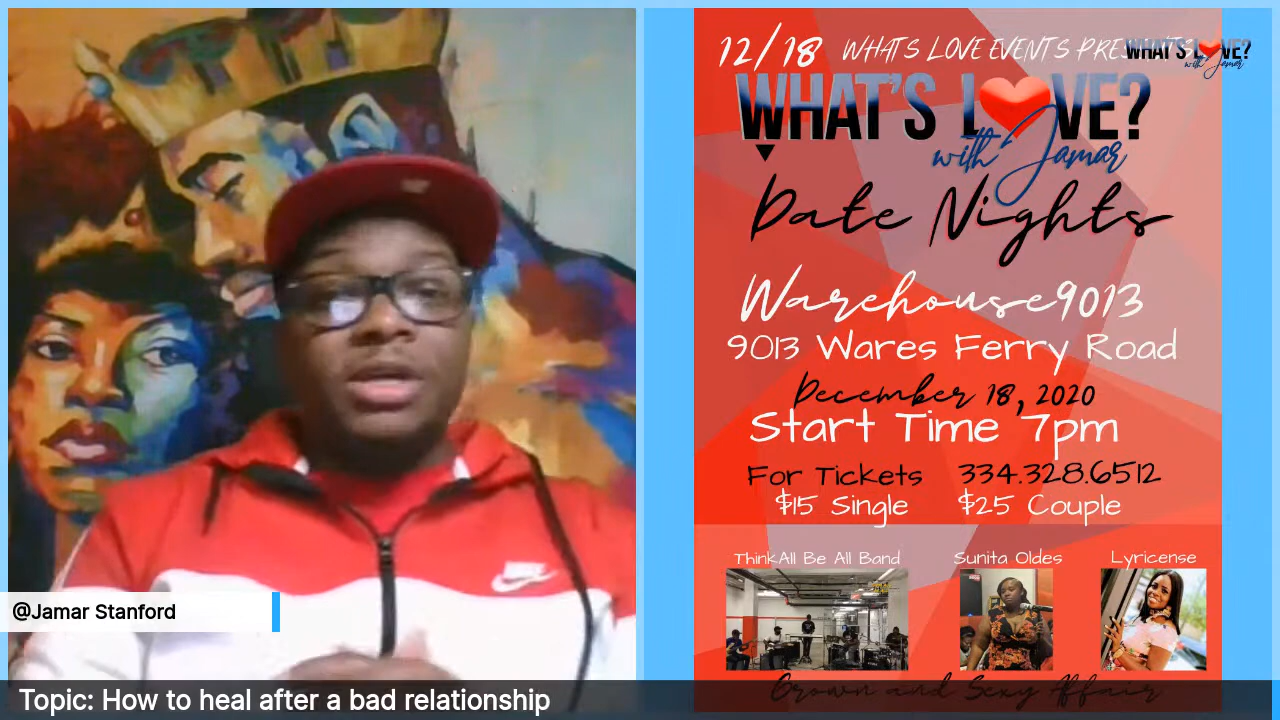 @Jamar Stanford
Topic: How to heal after a bad relationship
12/18 WHATS LOVE EVENTS
WHAT'S LOVE?
with Jamar
WHAT'S LOVE?
with Jamar
Date Nights
Warehouse9013
9013 Wares Ferry Road
December 18, 2020
Start Time 7pm
For Tickets 334.328.6512
$15 Single $25 Couple
ThinkAll Be All Band Sunita Oldes Lyricense
Grown and Sexy Affair